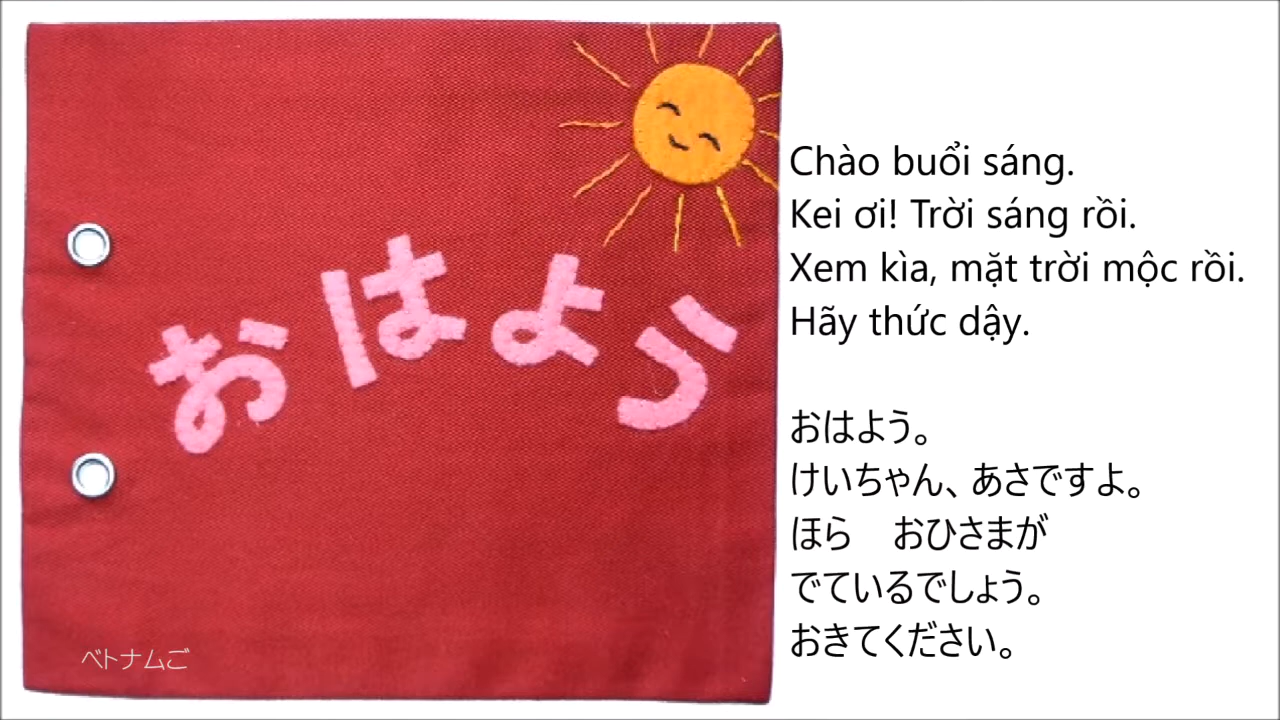 おはよう
ベトナムご
Chào buổi sáng.
Kei ơi! Trời sáng rồi.
Xem kìa, mặt trời mộc rồi.
Hãy thức dậy.
おはよう。
けいちゃん、あさですよ。
ほら　おひさまが
でているでしょう。
おきてください。